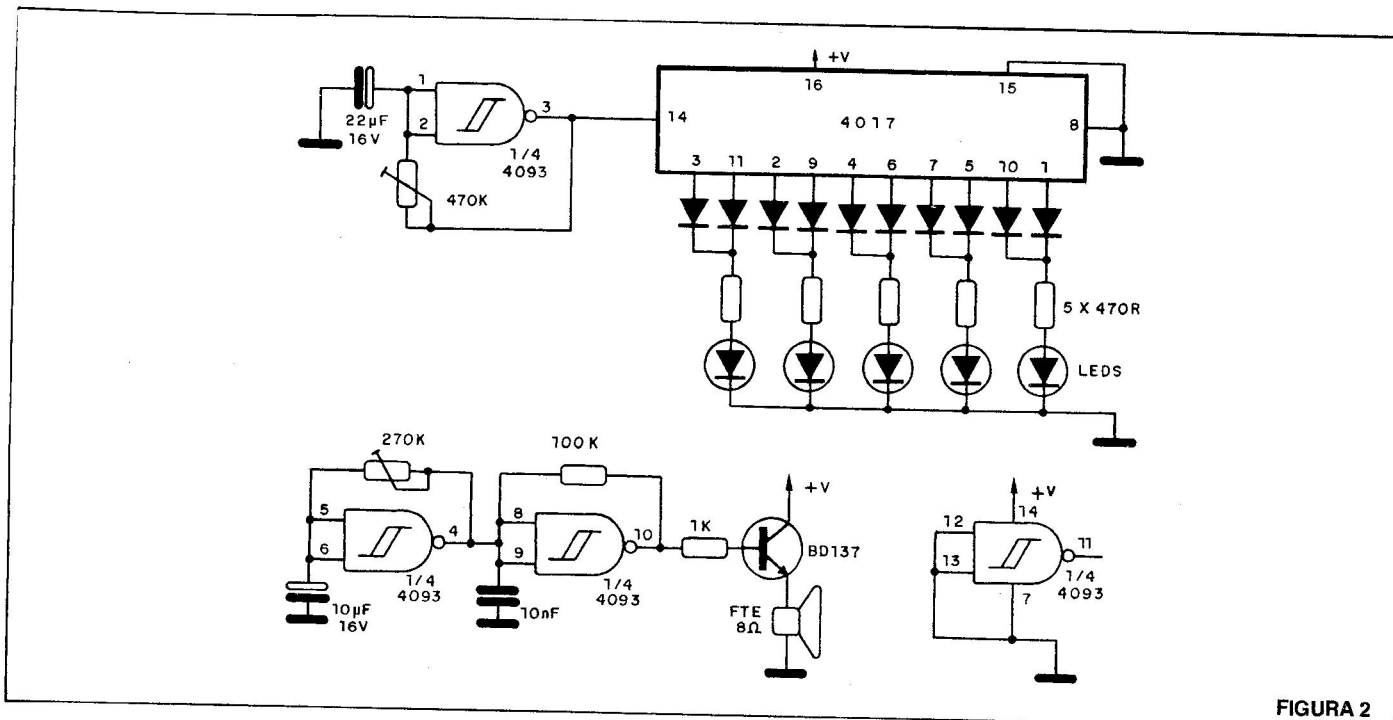 +V
16
15
14
4017
8
3 11 2 9 4 6 7 5 10 1
1
2
3
22µF
16V
1/4
4093
470K
5 X 470R
LEDS
270K
5
6
4
1/4
4093
10µF
16V
100K
8
9
10
1/4
4093
10nF
1K
+V
BD137
FTE
8Ω
+V
14
12
13
11
1/4
4093
7
FIGURA 2